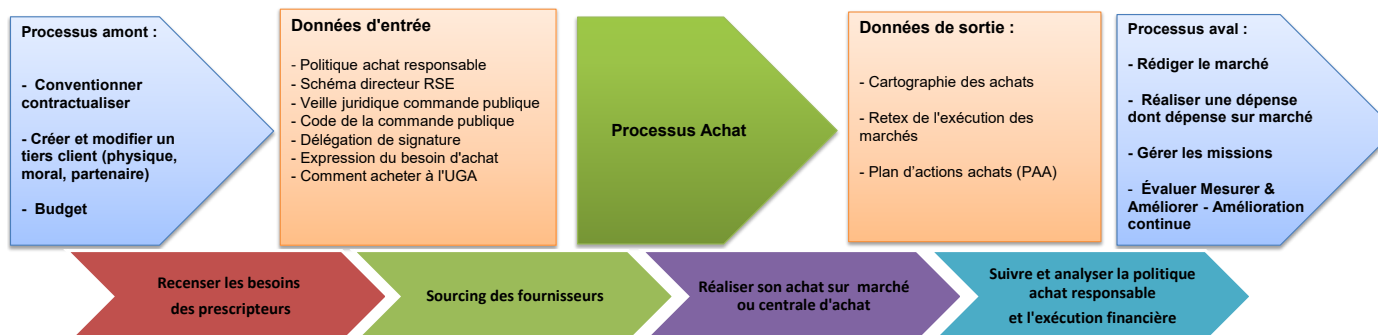 Processus amont :
- Conventionner
contractualiser
- Créer et modifier un
tiers client (physique,
moral, partenaire)
- Budget
Données d'entrée
- Politique achat responsable
- Schéma directeur RSE
- Veille juridique commande publique
- Code de la commande publique
- Délégation de signature
- Expression du besoin d'achat
- Comment acheter à l'UGA
Processus Achat
Données de sortie :
- Cartographie des achats
- Retex de l'exécution des
marchés
- Plan d'actions achats (PAA)
Processus aval :
- Rédiger le marché
- Réaliser une dépense
dont dépense sur marché
- Gérer les missions
- Évaluer Mesurer &
Améliorer - Amélioration
continue
Recenser les besoins
des prescripteurs
Sourcing des fournisseurs
Réaliser son achat sur marché
ou centrale d'achat
Suivre et analyser la politique
achat responsable
et l'exécution financière